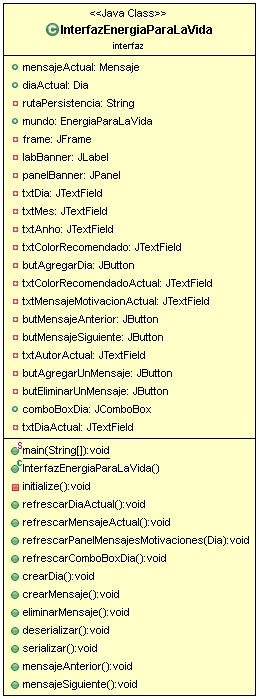 <<Java Class>>
C InterfazEnergiaParaLaVida
interfaz
mensajeActual: Mensaje
diaActual: Dia
rutaPersistencia: String
mundo: EnergiaParaLaVida
frame: JFrame
labBanner: JLabel
panelBanner: JPanel
txtDia: JTextField
txtMes: JTextField
txtAnho: JTextField
txtColorRecomendado: JTextField
butAgregarDia: JButton
txtColorRecomendadoActual: JTextField
txtMensajeMotivacionActual: JTextField
butMensajeAnterior: JButton
butMensajeSiguiente: JButton
txtAutorActual: JTextField
butAgregarUnMensaje: JButton
butEliminarUnMensaje: JButton
comboBoxDia: JComboBox
txtDiaActual: JTextField
S main(String[]):void
C InterfazEnergiaParaLaVida()
initialize():void
refrescarDiaActual():void
refrescarMensajeActual():void
refrescarPanelMensajesMotivaciones(Dia):void
refrescarComboBoxDia():void
crearDia():void
crearMensaje():void
eliminarMensaje():void
deserializar():void
serializar():void
mensajeAnterior():void
mensajeSiguiente():void